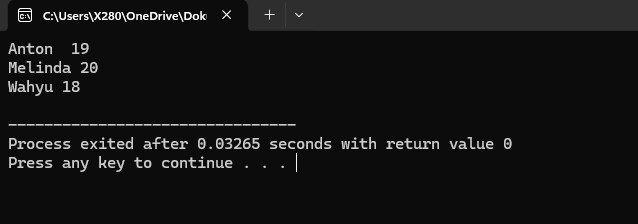 C:\Users\X280\OneDrive\Dok
Anton  19
Melinda 20
Wahyu 18
--------------------------------
Process exited after 0.03265 seconds with return value 0
Press any key to continue . . .